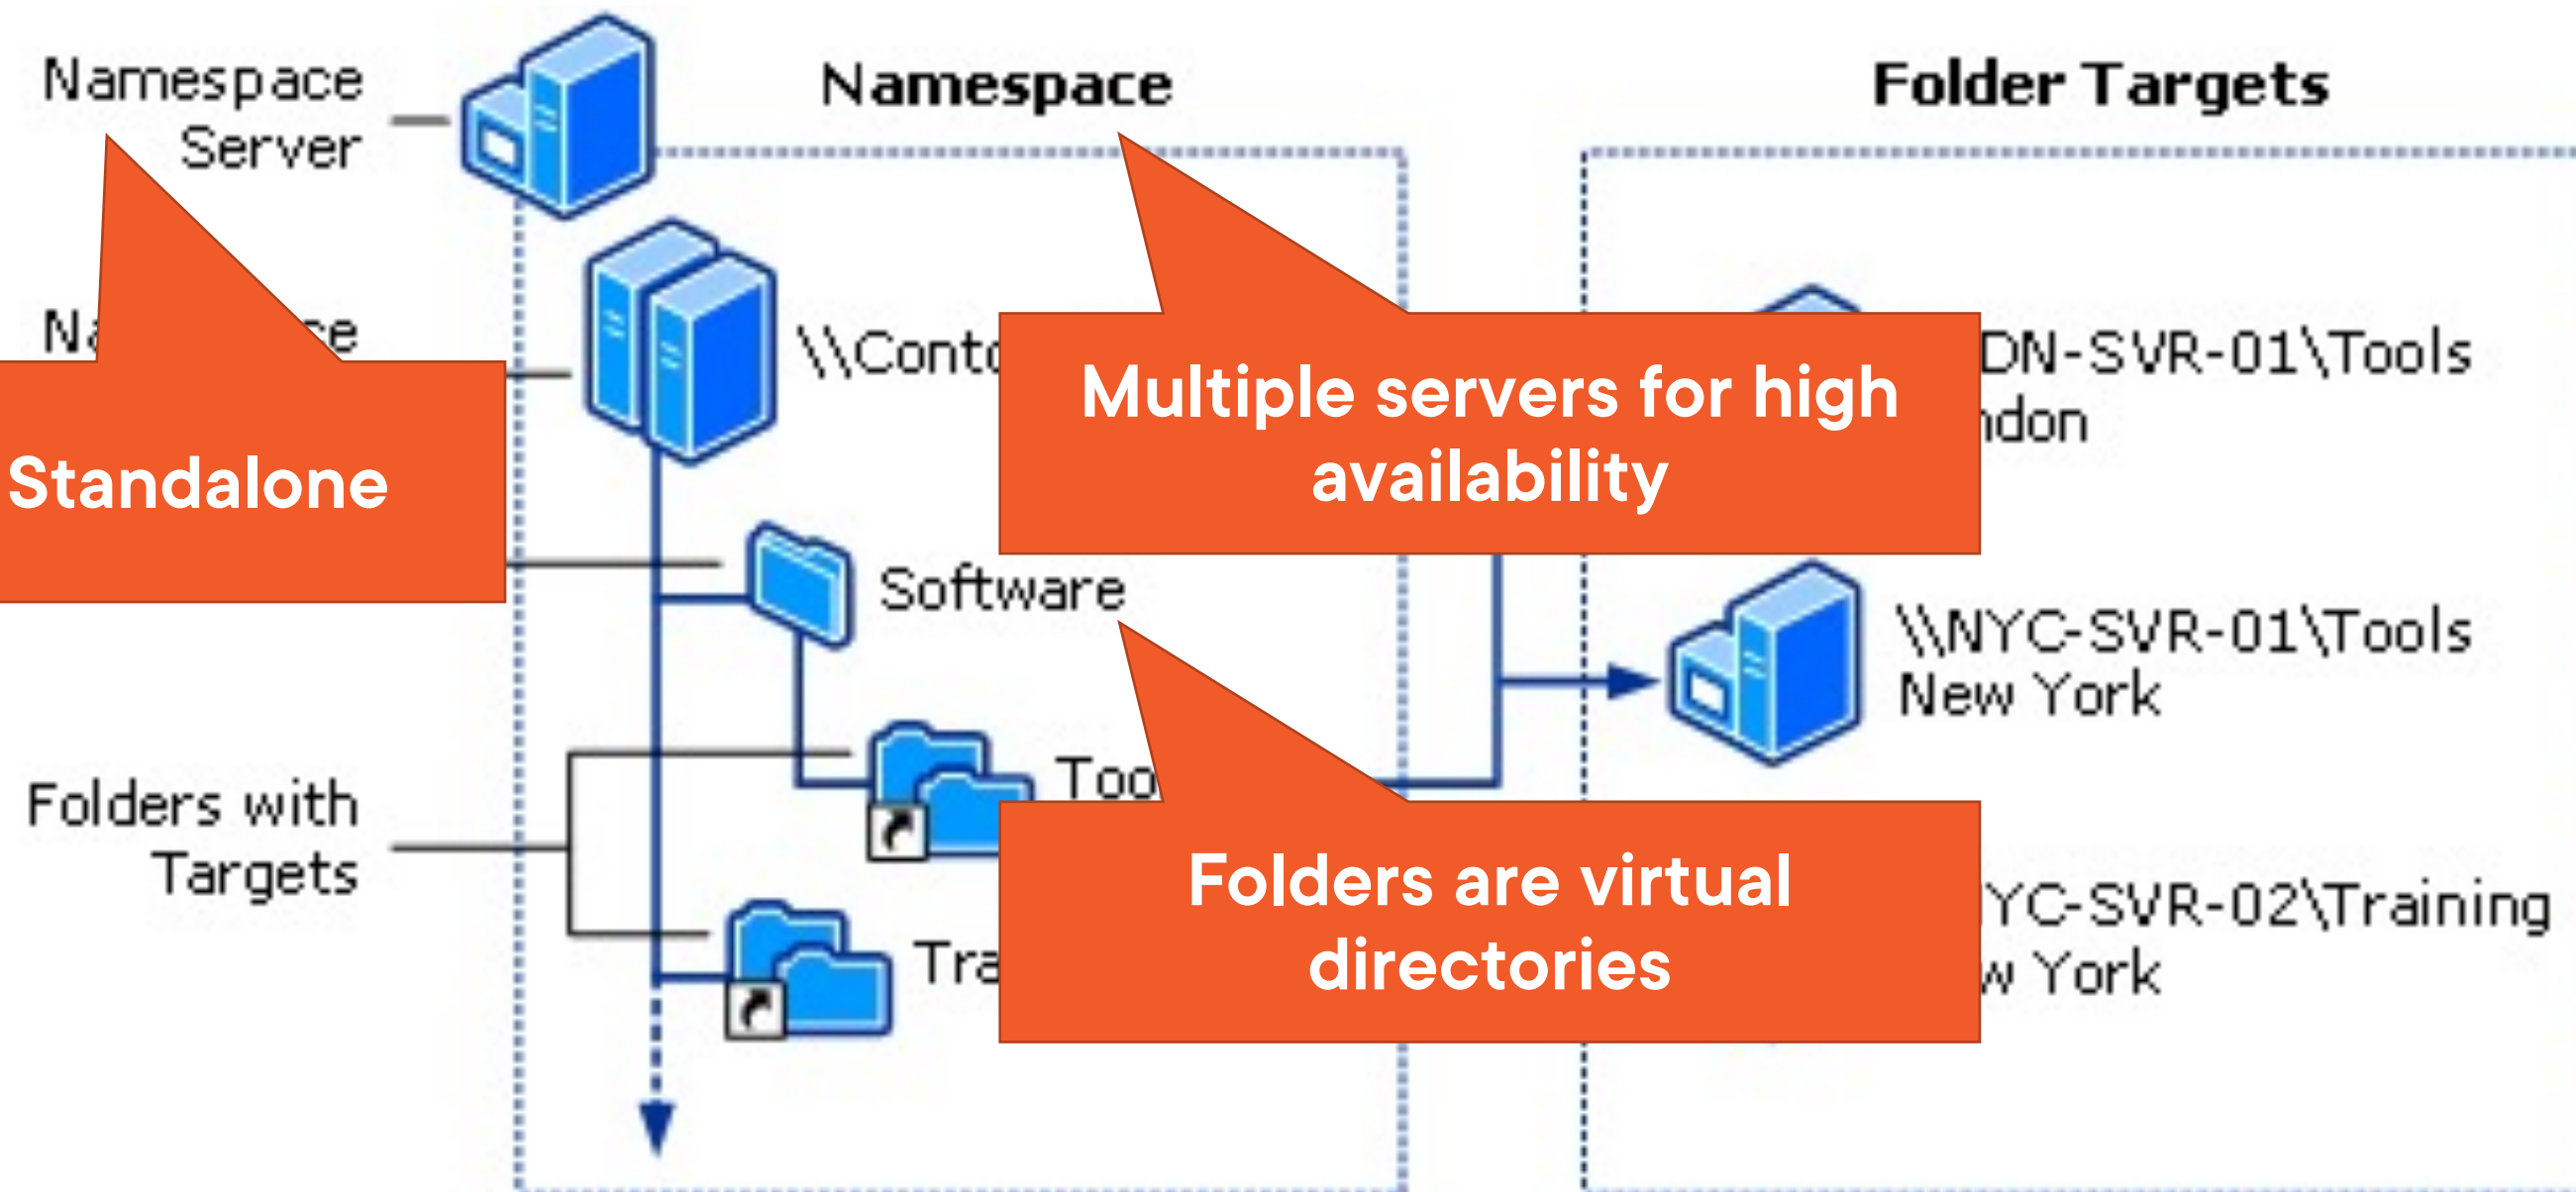 Namespace
Server
Namespace
Folder Targets
Standalone
Multiple servers for high
availability
DN-SVR-01\Tools
Software
\\NYC-SVR-01\Tools
New York
Folders with
Targets
Folders are virtual
directories
YC-SVR-02\Training
York